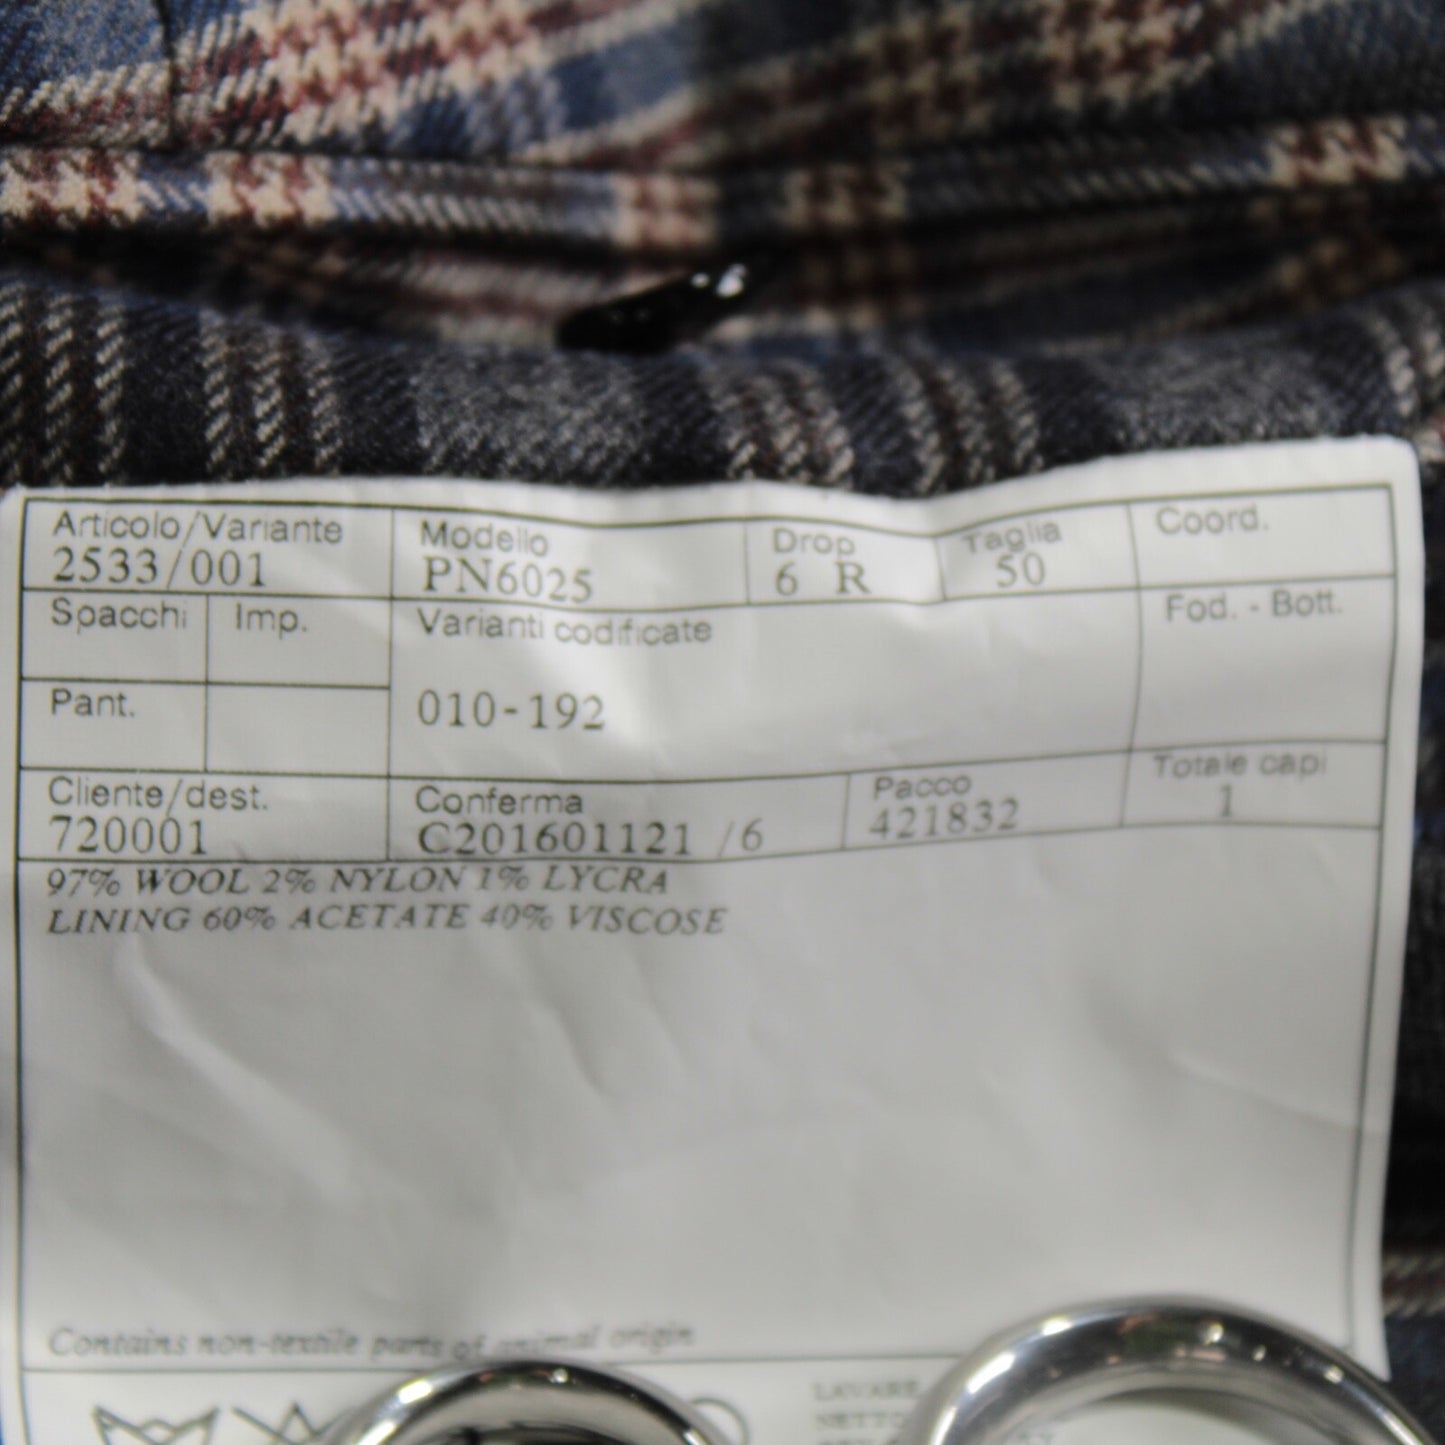 Articolo/Variante Modello Drop Taglia Coord.
2533/001 PN6025 6 R 50
Spacchi Imp. Varianti codificate Fod. - Bott.
Pant. 010-192
Cliente/dest. Conferma Pacco Totale capi
720001 C201601121 /6 421832 1
97% WOOL 2% NYLON 1% LYCRA
LINING 60% ACETATE 40% VISCOSE
Contains non-textile parts of animal origin
LAVARE